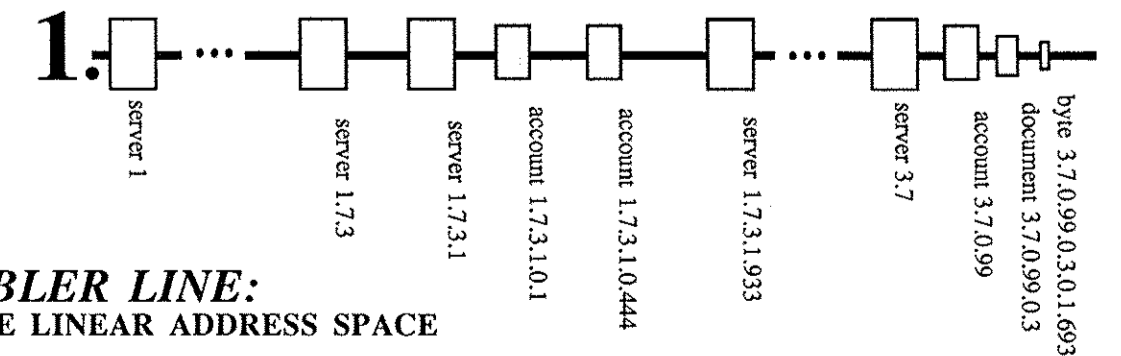 1.
server 1
server 1.7.3
server 1.7.3.1
account 1.7.3.1.0.1
account 1.7.3.1.0.444
server 1.7.3.1.933
server 3.7
account 3.7.0.99
document 3.7.0.99.0.3
byte 3.7.0.99.0.3.0.1.693
BLER LINE:
E LINEAR ADDRESS SPACE